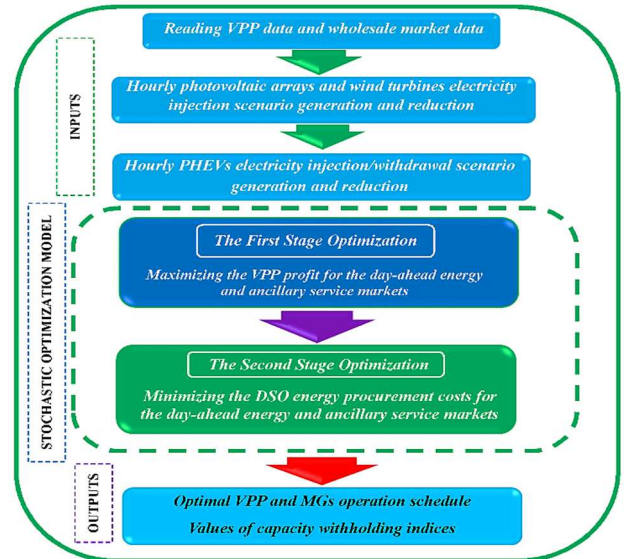 Reading VPP data and wholesale market data
INPUTS
Hourly photovoltaic arrays and wind turbines electricity
injection scenario generation and reduction
Hourly PHEVs electricity injection/withdrawal scenario
generation and reduction
STOCHASTIC OPTIMIZATION MODEL
The First Stage Optimization
Maximizing the VPP profit for the day-ahead energy
and ancillary service markets
The Second Stage Optimization
Minimizing the DSO energy procurement costs for
the day-ahead energy and ancillary service markets
OUTPUTS
Optimal VPP and MGs operation schedule
Values of capacity withholding indices